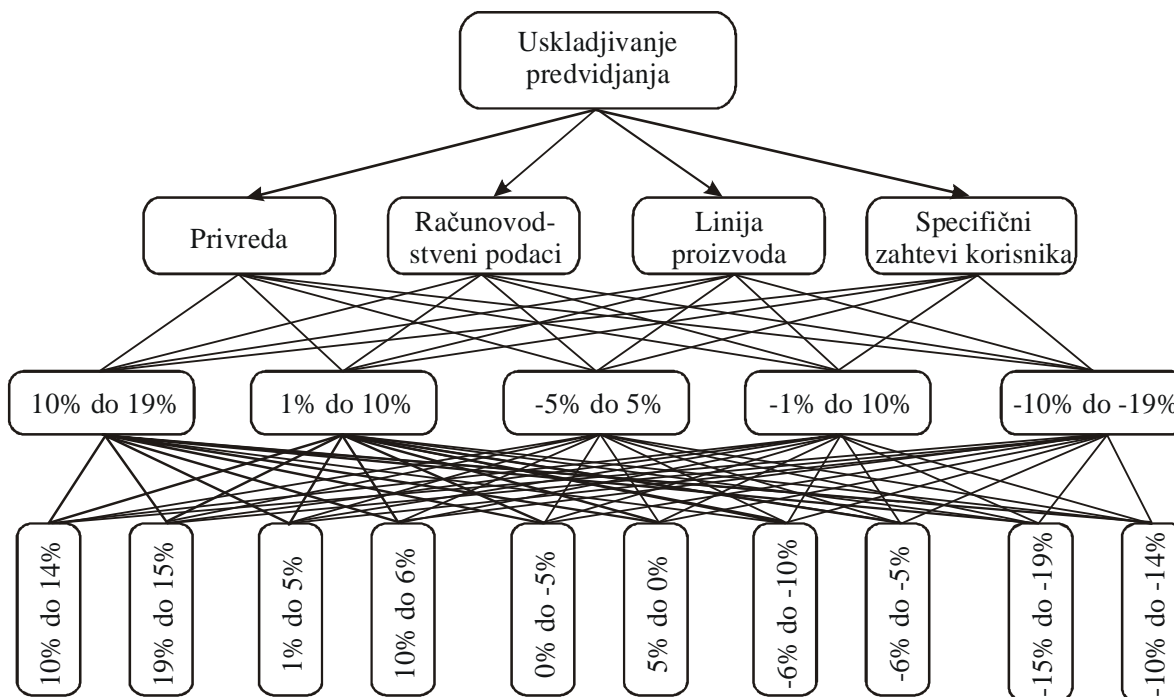 Uskladjivanje
predvidjanja
Privreda
Računovod-
stveni podaci
Linija
proizvoda
Specifični
zahtevi korisnika
10% do 19%
1% do 10%
-5% do 5%
-1% do 10%
-10% do -19%
10% do 14%
19% do 15%
1% do 5%
10% do 6%
0% do -5%
5% do 0%
-6% do -10%
-6% do -5%
-15% do -19%
-10% do -14%